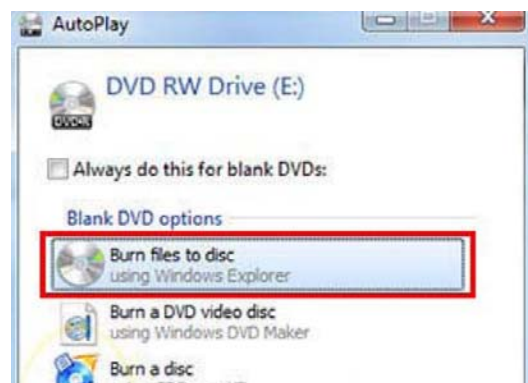 AutoPlay
DVD RW Drive (E:)
DVD-R
Always do this for blank DVDs:
Blank DVD options
Burn files to disc
using Windows Explorer
Burn a DVD video disc
using Windows DVD Maker
Burn a disc